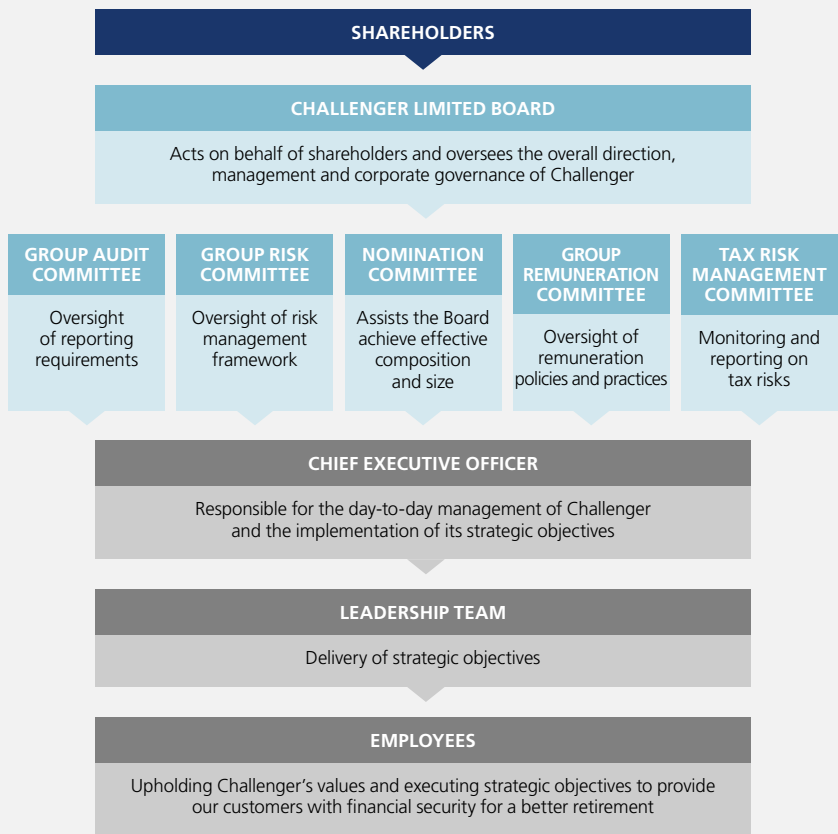 SHAREHOLDERS
CHALLENGER LIMITED BOARD
Acts on behalf of shareholders and oversees the overall direction,
management and corporate governance of Challenger
GROUP AUDIT
COMMITTEE
Oversight
of reporting
requirements
GROUP RISK
COMMITTEE
Oversight of risk
management
framework
NOMINATION
COMMITTEE
Assists the Board
achieve effective
composition
and size
GROUP
REMUNERATION
COMMITTEE
Oversight of
remuneration
policies and practices
TAX RISK
MANAGEMENT
COMMITTEE
Monitoring and
reporting on
tax risks
CHIEF EXECUTIVE OFFICER
Responsible for the day-to-day management of Challenger
and the implementation of its strategic objectives
LEADERSHIP TEAM
Delivery of strategic objectives
EMPLOYEES
Upholding Challenger’s values and executing strategic objectives to provide
our customers with financial security for a better retirement